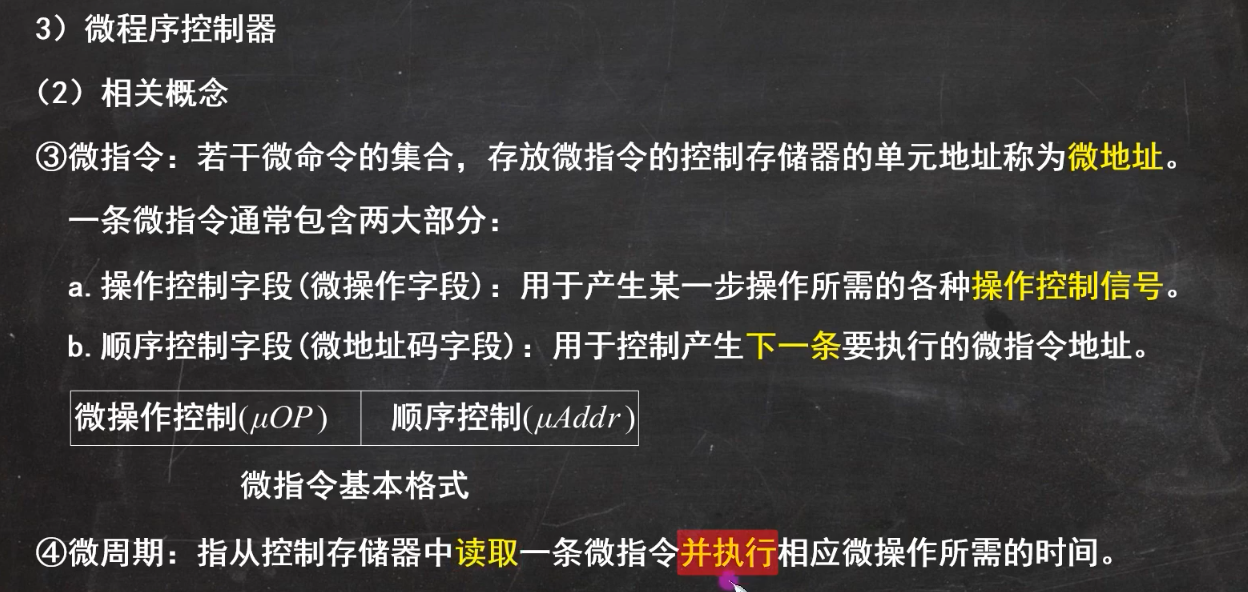 3）微程序控制器
（2）相关概念
③微指令：若干微命令的集合，存放微指令的控制存储器的单元地址称为微地址。
一条微指令通常包含两大部分：
a. 操作控制字段(微操作字段)：用于产生某一步操作所需的各种操作控制信号。
b. 顺序控制字段(微地址码字段)：用于控制产生下一条要执行的微指令地址。
微操作控制(μOP) 顺序控制(μAddr)
微指令基本格式
④微周期：指从控制存储器中读取一条微指令并执行相应微操作所需的时间。